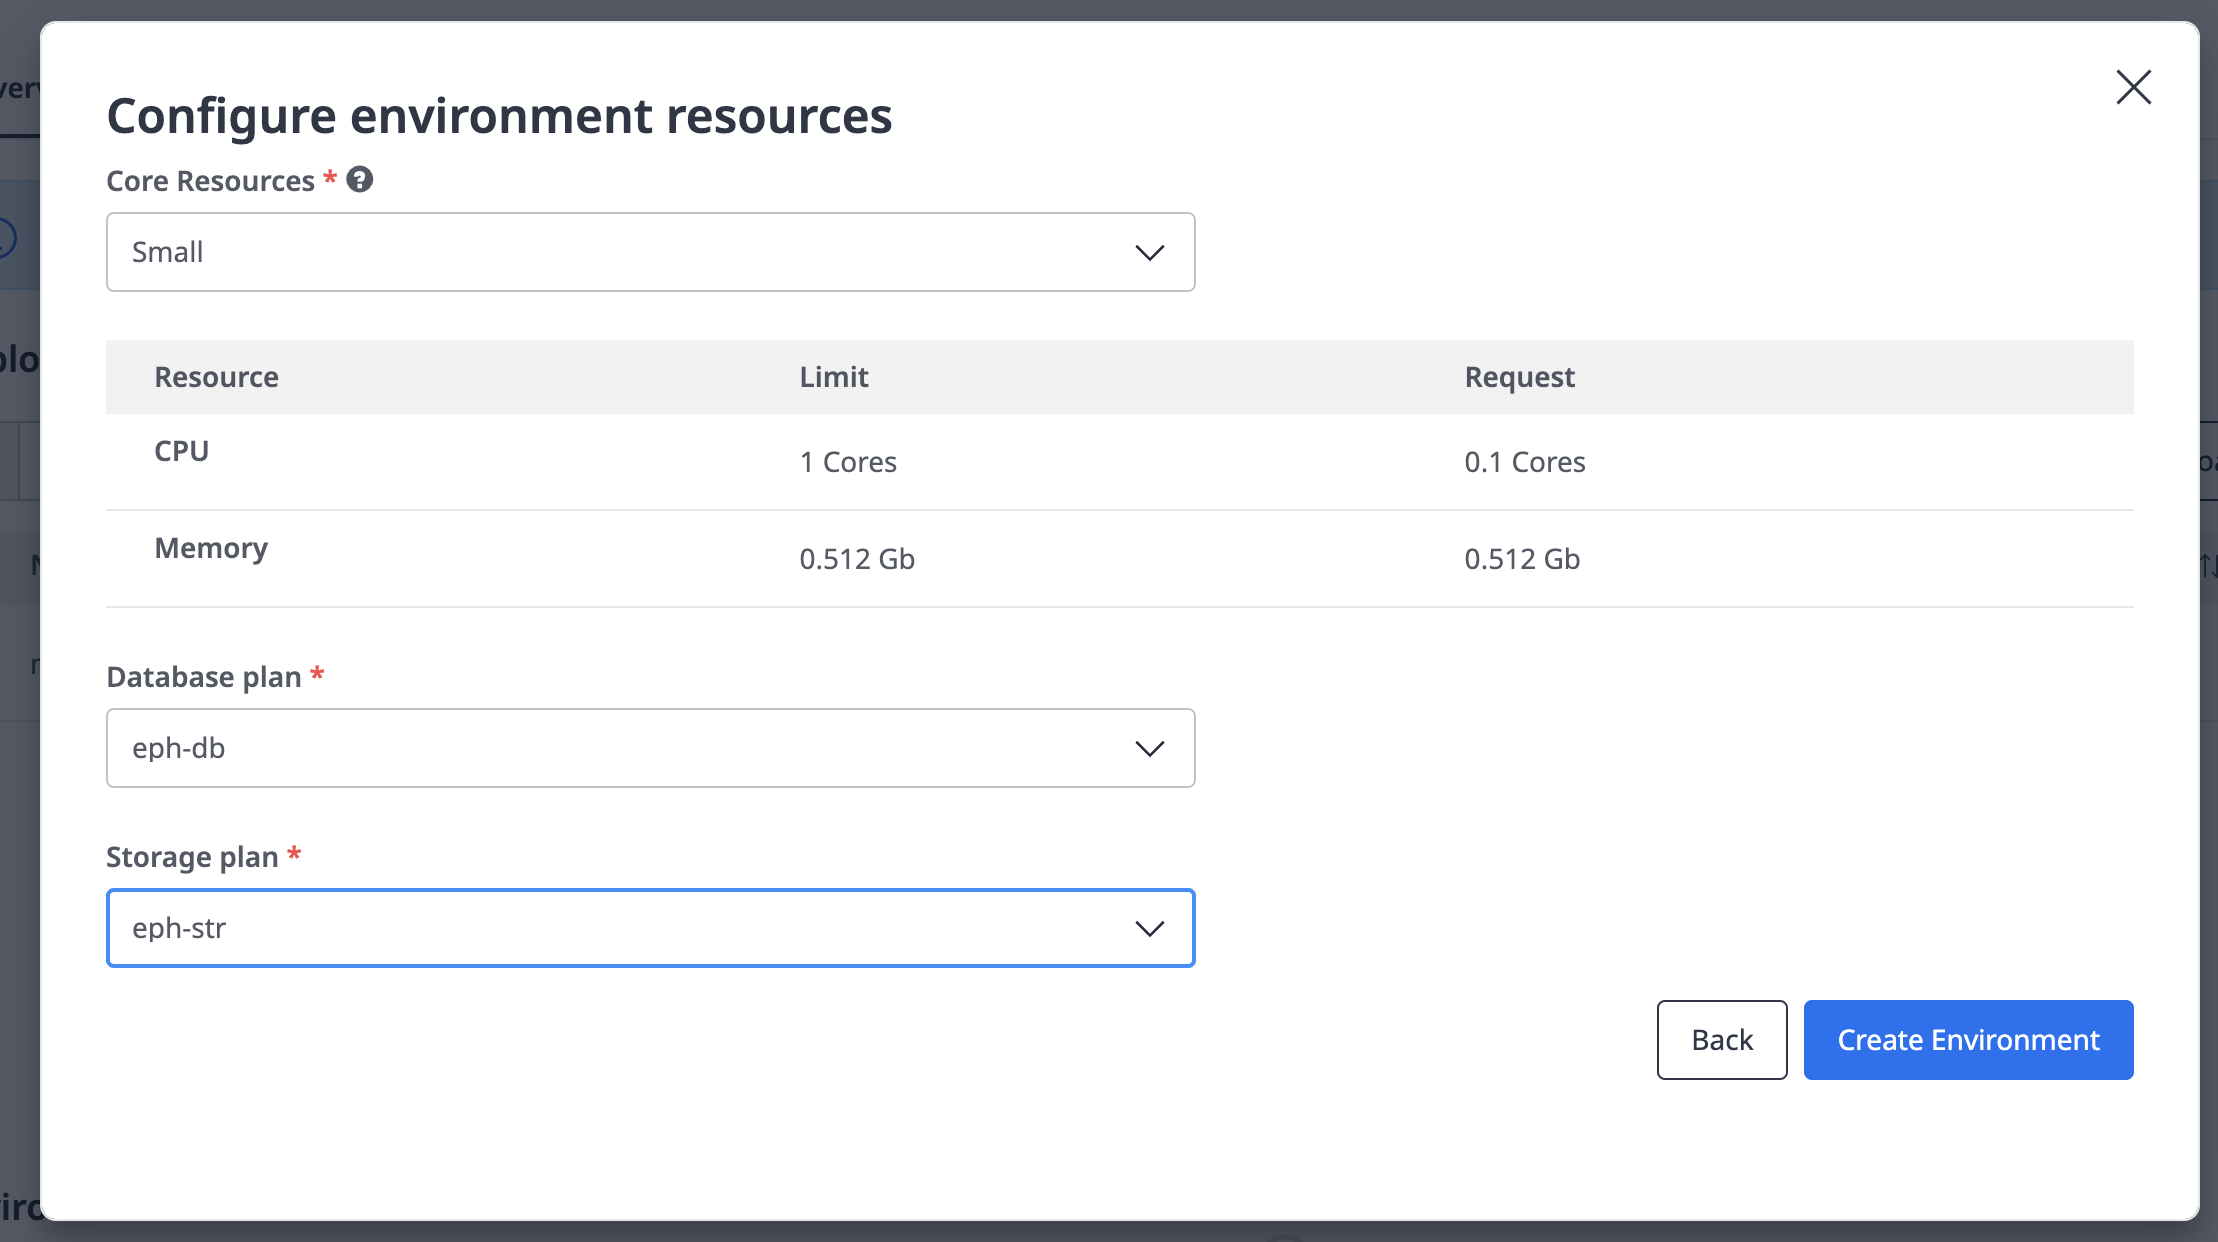 Configure environment resources
Core Resources * ?
Small
Resource Limit Request
CPU 1 Cores 0.1 Cores
Memory 0.512 Gb 0.512 Gb
Database plan *
eph-db
Storage plan *
eph-str
Back Create Environment